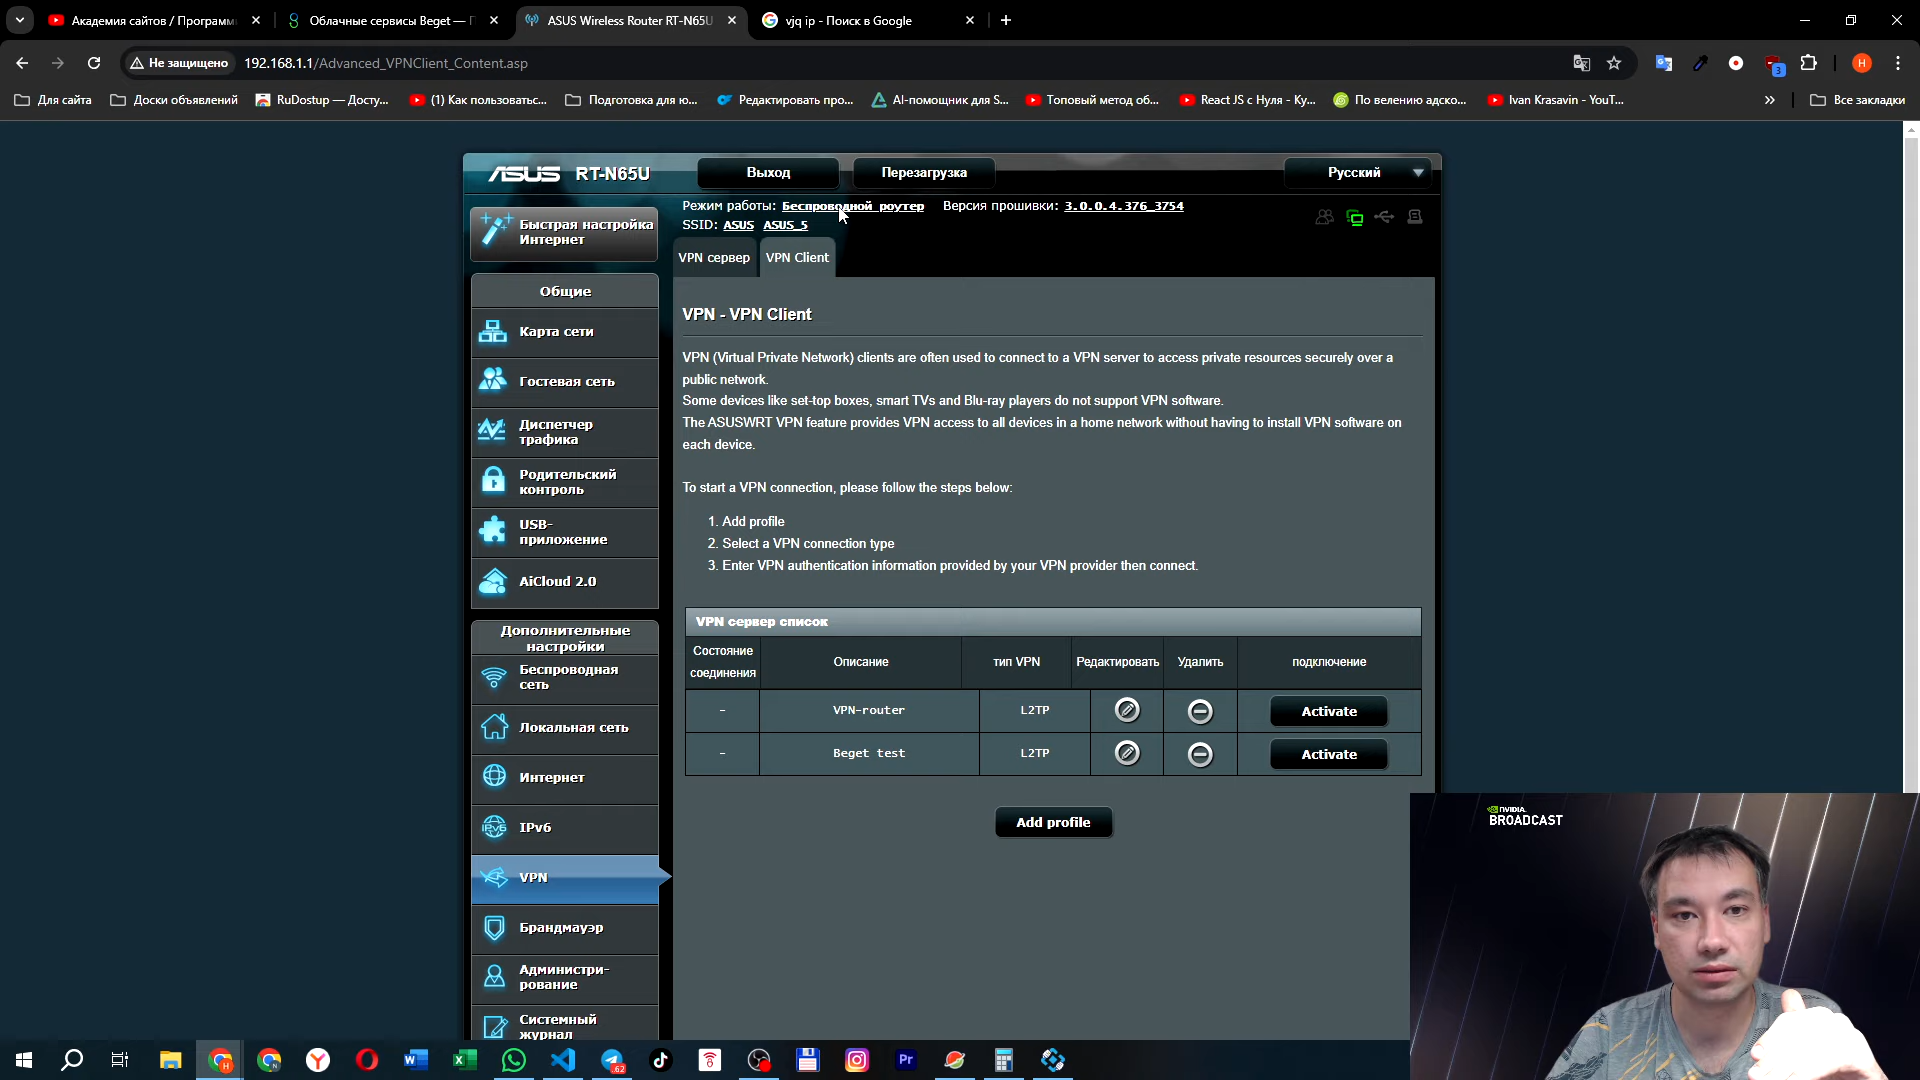 Академия сайтов / Программи
Облачные сервисы Beget — П
ASUS Wireless Router RT-N65U
vjq ip - Поиск в Google
Не защищено
192.168.1.1/Advanced_VPNClient_Content.asp
3
H
Для сайта
Доски объявлений
RuDostup — Досту...
(1) Как пользоватьс...
Подготовка для ю...
Редактировать про...
AI-помощник для S...
Топовый метод об...
React JS с Нуля - Ку...
По велению адско...
Ivan Krasavin - YouT...
»
Все закладки
ASUS RT-N65U
Выход
Перезагрузка
Русский
Режим работы: Беспроводной роутер Версия прошивки: 3.0.0.4.376_3754
SSID: ASUS ASUS_5
Быстрая настройка
Интернет
VPN сервер
VPN Client
Общие
Карта сети
Гостевая сеть
Диспетчер
трафика
Родительский
контроль
USB-
приложение
AiCloud 2.0
Дополнительные
настройки
Беспроводная
сеть
Локальная сеть
Интернет
IPv6
IPv6
VPN
Брандмауэр
Администри-
рование
Системный
журнал
VPN - VPN Client
VPN (Virtual Private Network) clients are often used to connect to a VPN server to access private resources securely over a
public network.
Some devices like set-top boxes, smart TVs and Blu-ray players do not support VPN software.
The ASUSWRT VPN feature provides VPN access to all devices in a home network without having to install VPN software on
each device.
To start a VPN connection, please follow the steps below:
1. Add profile
2. Select a VPN connection type
3. Enter VPN authentication information provided by your VPN provider then connect.
VPN сервер список
Состояние
соединения
Описание
тип VPN
Редактировать
Удалить
подключение
- VPN-router L2TP Activate
- Beget test L2TP Activate
Add profile
NVIDIA.
BROADCAST
H
N
Y
W
X
62
Pr